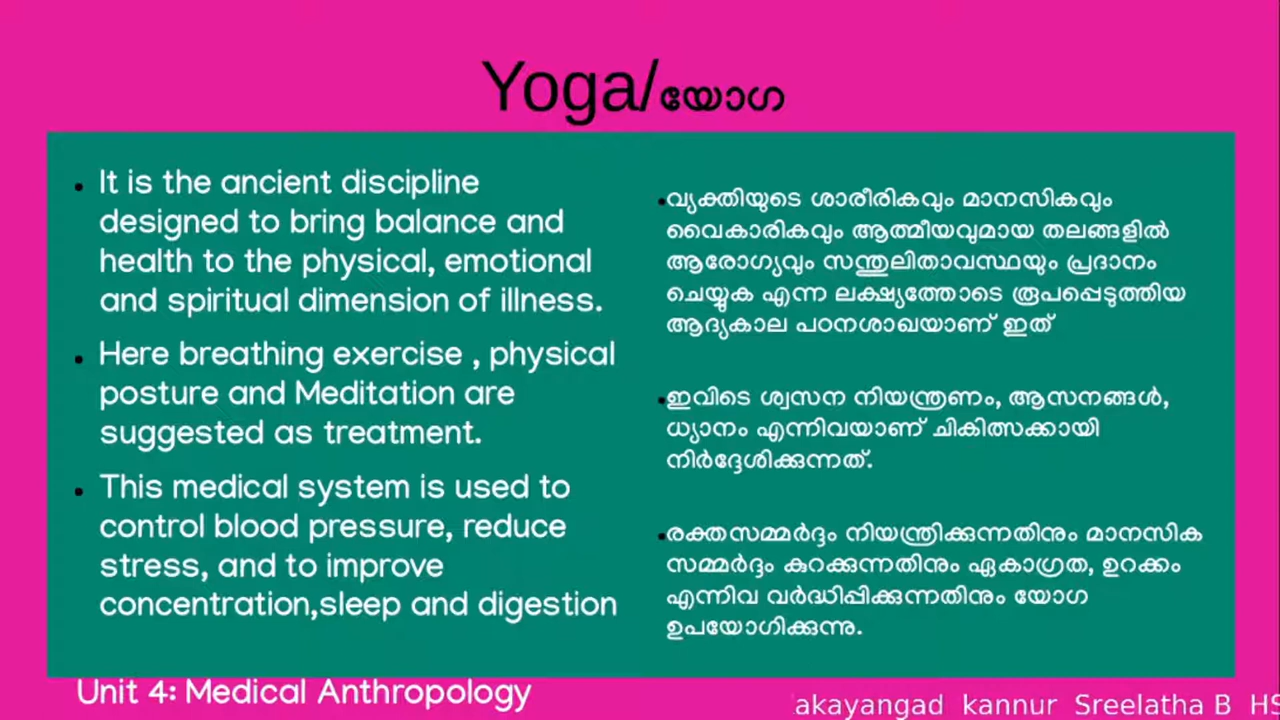 Yoga/യോഗ
• It is the ancient discipline
designed to bring balance and
health to the physical, emotional
and spiritual dimension of illness.
• Here breathing exercise , physical
posture and Meditation are
suggested as treatment.
• This medical system is used to
control blood pressure, reduce
stress, and to improve
concentration,sleep and digestion
•വ്യക്തിയുടെ ശാരീരികവും മാനസികവും
വൈകാരികവും ആത്മീയവുമായ തലങ്ങളിൽ
ആരോഗ്യവും സന്തുലിതാവസ്ഥയും പ്രദാനം
ചെയ്യുക എന്ന ലക്ഷ്യത്തോടെ രൂപപ്പെടുത്തിയ
ആദ്യകാല പഠനശാഖയാണ് ഇത്
•ഇവിടെ ശ്വസന നിയന്ത്രണം, ആസനങ്ങൾ,
ധ്യാനം എന്നിവയാണ് ചികിത്സക്കായി
നിർദ്ദേശിക്കുന്നത്.
•രക്തസമ്മർദ്ദം നിയന്ത്രിക്കുന്നതിനും മാനസിക
സമ്മർദ്ദം കുറക്കുന്നതിനും ഏകാഗ്രത, ഉറക്കം
എന്നിവ വർദ്ധിപ്പിക്കുന്നതിനും യോഗ
ഉപയോഗിക്കുന്നു.
Unit 4: Medical Anthropology
akayangad kannur Sreelatha B HS